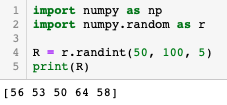 1 import numpy as np
2 import numpy.random as r
3
4 R = r.randint(50, 100, 5)
5 print(R)
[56 53 50 64 58]